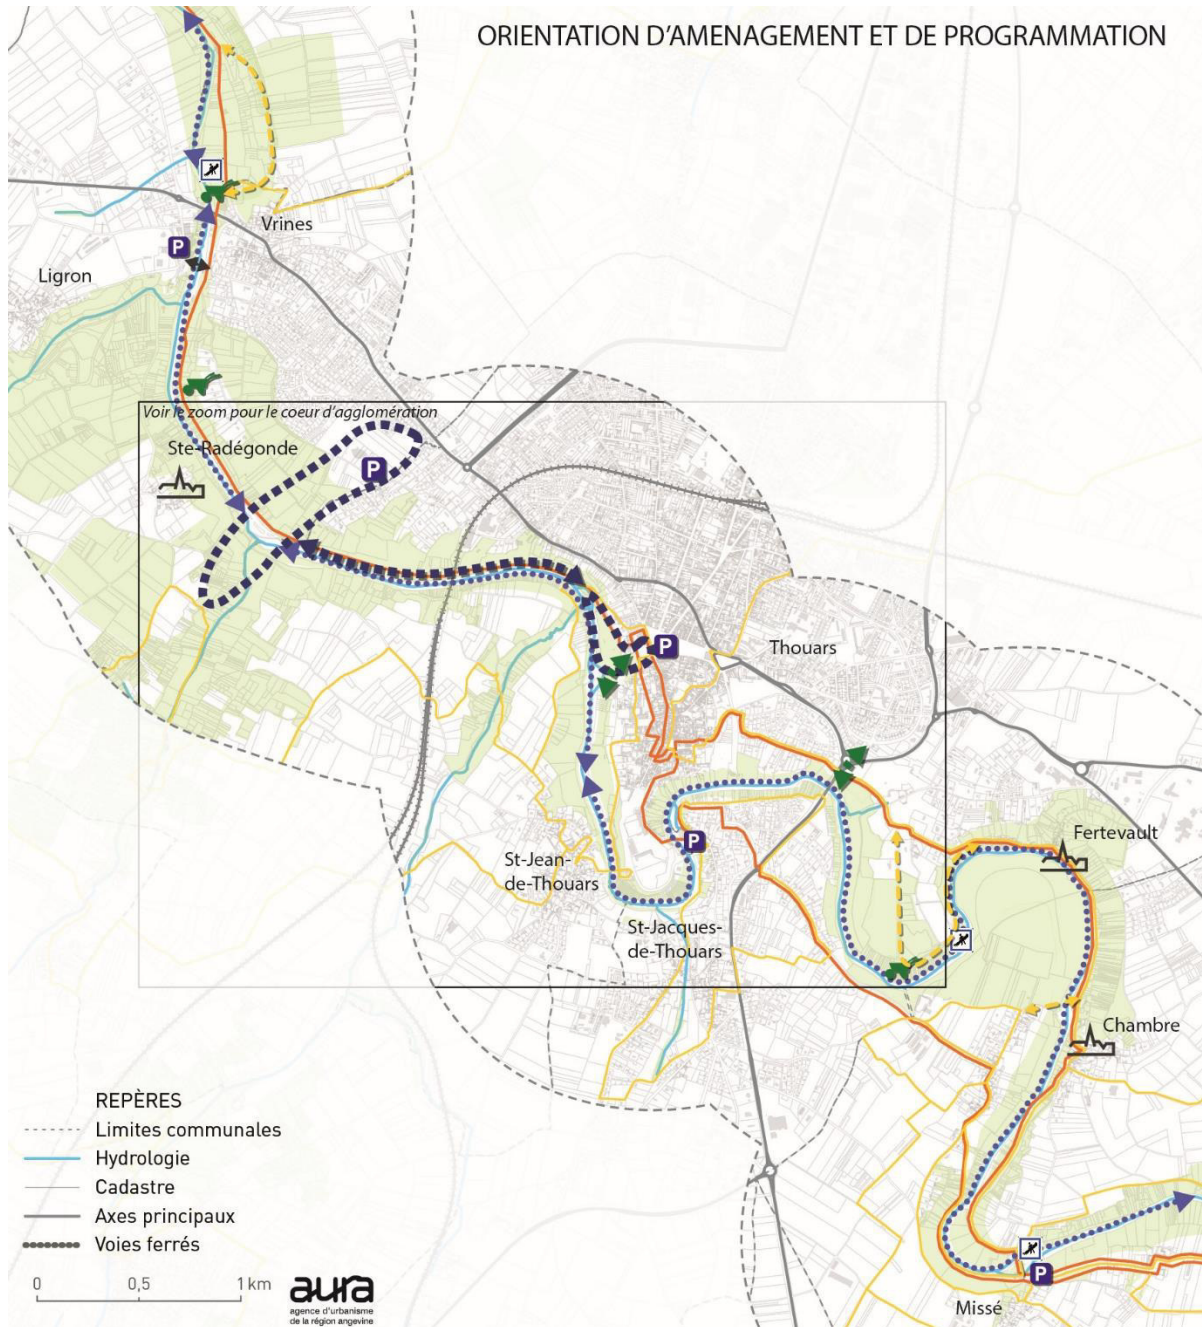 ORIENTATION D'AMENAGEMENT ET DE PROGRAMMATION
Vrines
P
Ligron
Voir le zoom pour le coeur d'agglomération
Ste-Radégonde
P
Thouars
P
Fertevault
P
St-Jean-
de-Thouars
St-Jacques-
de-Thouars
Chambre
REPÈRES
Limites communales
Hydrologie
Cadastre
Axes principaux
Voies ferrés
P
Missé
0 0,5 1 km
aura
agence d'urbanisme
de la région angevine